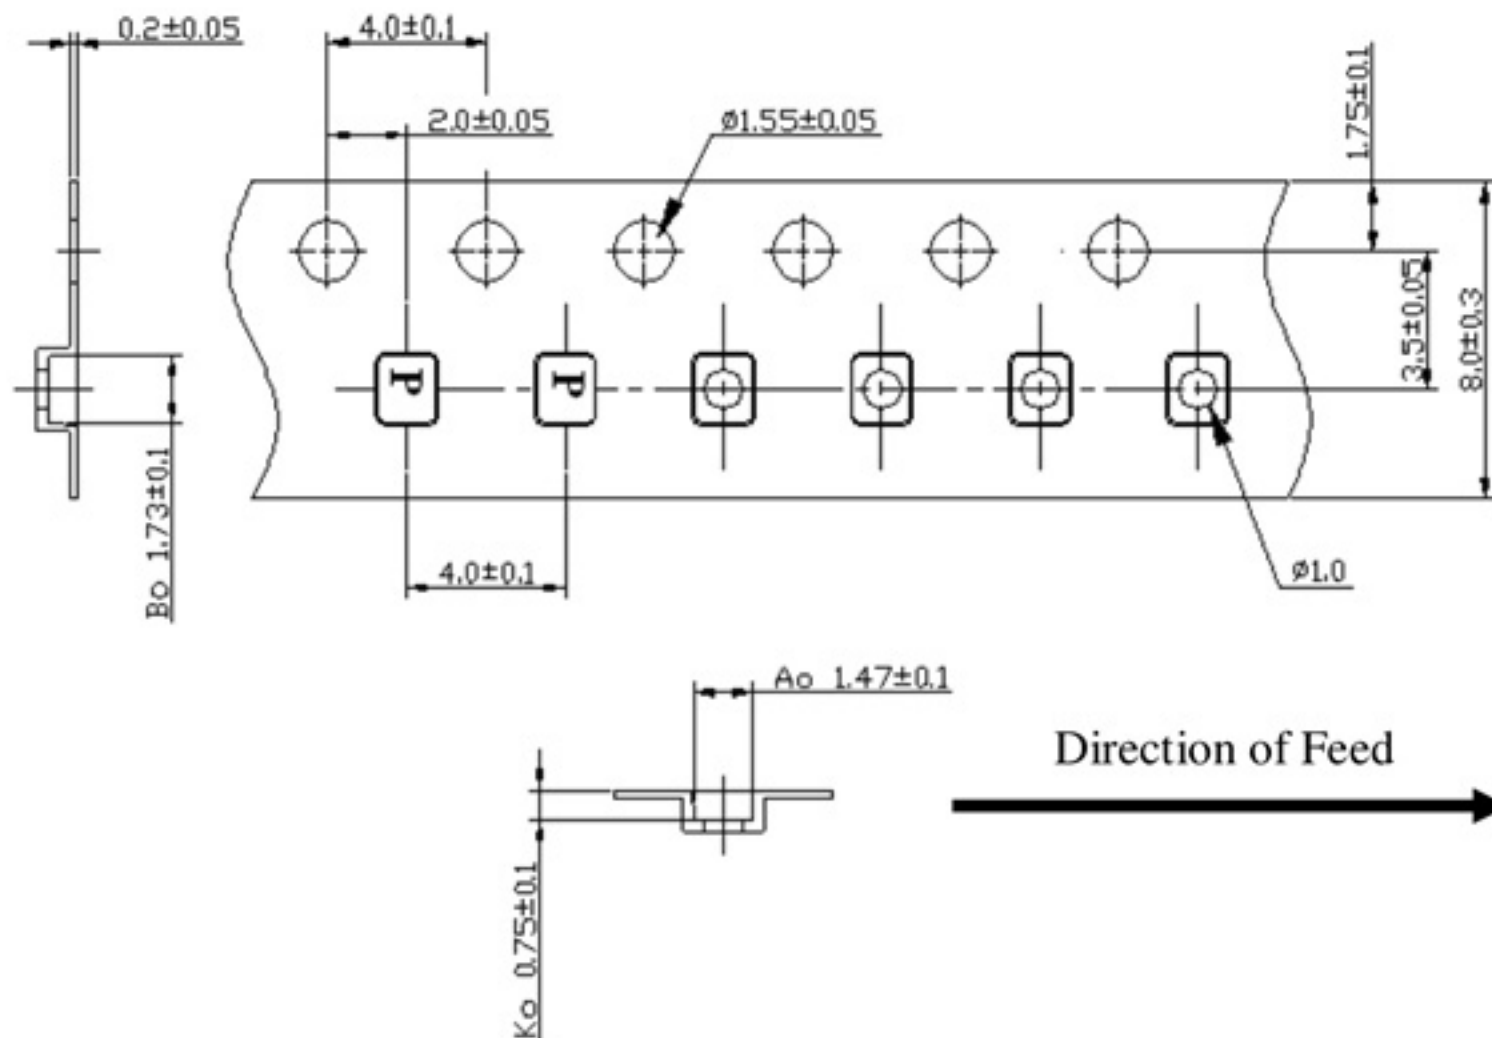 0.2±0.05
4.0±0.1
2.0±0.05
ø1.55±0.05
1.75±0.1
3.5±0.05
8.0±0.3
P
P
Bo 1.73±0.1
4.0±0.1
ø1.0
Ao 1.47±0.1
Direction of Feed
Ko 0.75±0.1